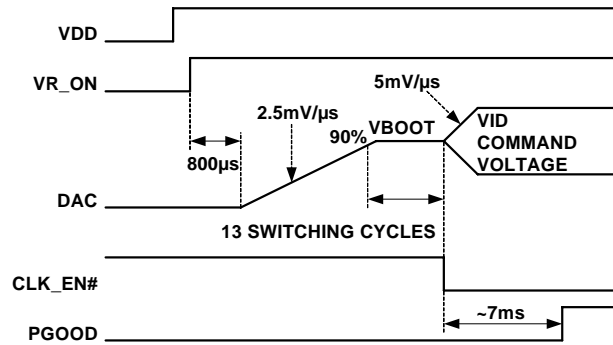 VDD
VR_ON
5mV/µs
2.5mV/µs
90%
VBOOT
VID
COMMAND
VOLTAGE
800µs
DAC
13 SWITCHING CYCLES
CLK_EN#
~7ms
PGOOD